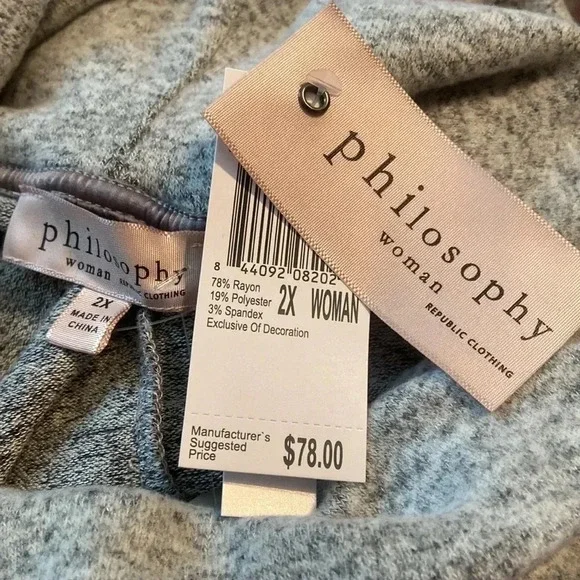 philosophy
woman
REPUBLIC CLOTHING
philosophy
woman
CLOTHING
2X
MADE IN
CHINA
8 44092 08202
78% Rayon
19% Polyester
3% Spandex
2X WOMAN
Exclusive Of Decoration
Manufacturer`s
Suggested
Price
$78.00